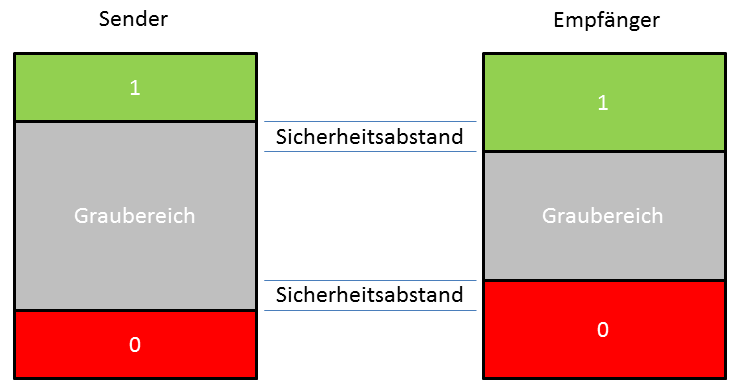 Sender
Empfänger
1
1
Sicherheitsabstand
Graubereich
Graubereich
Sicherheitsabstand
0
0